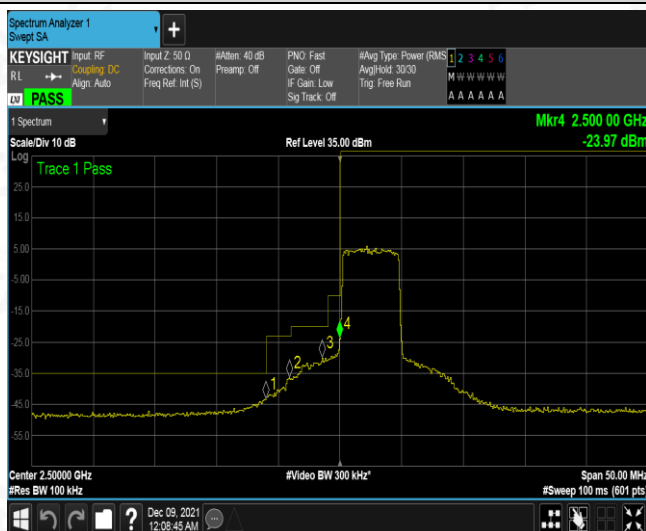 Spectrum Analyzer 1
Swept SA
+
KEYSIGHT Input: RF Input Z: 50 Ω #Atten: 40 dB PNO: Fast #Avg Type: Power (RMS 1 2 3 4 5 6
RL Coupling: DC Corrections: On Preamp: Off Gate: Off Avg|Hold: 30/30 M W W W W W
Align: Auto Freq Ref: Int (S) IF Gain: Low Trig: Free Run
Sig Track: Off A A A A A A
LXI PASS
1 Spectrum
Mkr4 2.500 00 GHz
Scale/Div 10 dB Ref Level 35.00 dBm -23.97 dBm
Log
Trace 1 Pass
25.0
15.0
5.00
-5.00
-15.0
4
-25.0
3
2
-35.0
1
-45.0
-55.0
Center 2.50000 GHz #Video BW 300 kHz* Span 50.00 MHz
#Res BW 100 kHz #Sweep 100 ms (601 pts)
? Dec 09, 2021
12:08:45 AM